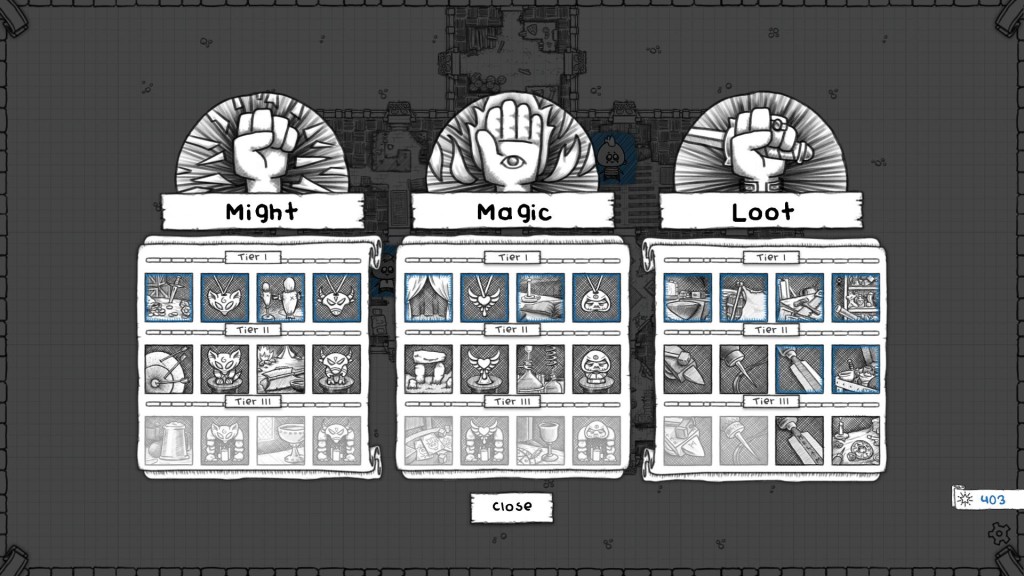 Might
Magic
Loot
Tier I
Tier I
Tier I
Tier II
Tier II
Tier II
Tier III
Tier III
Tier III
close
403